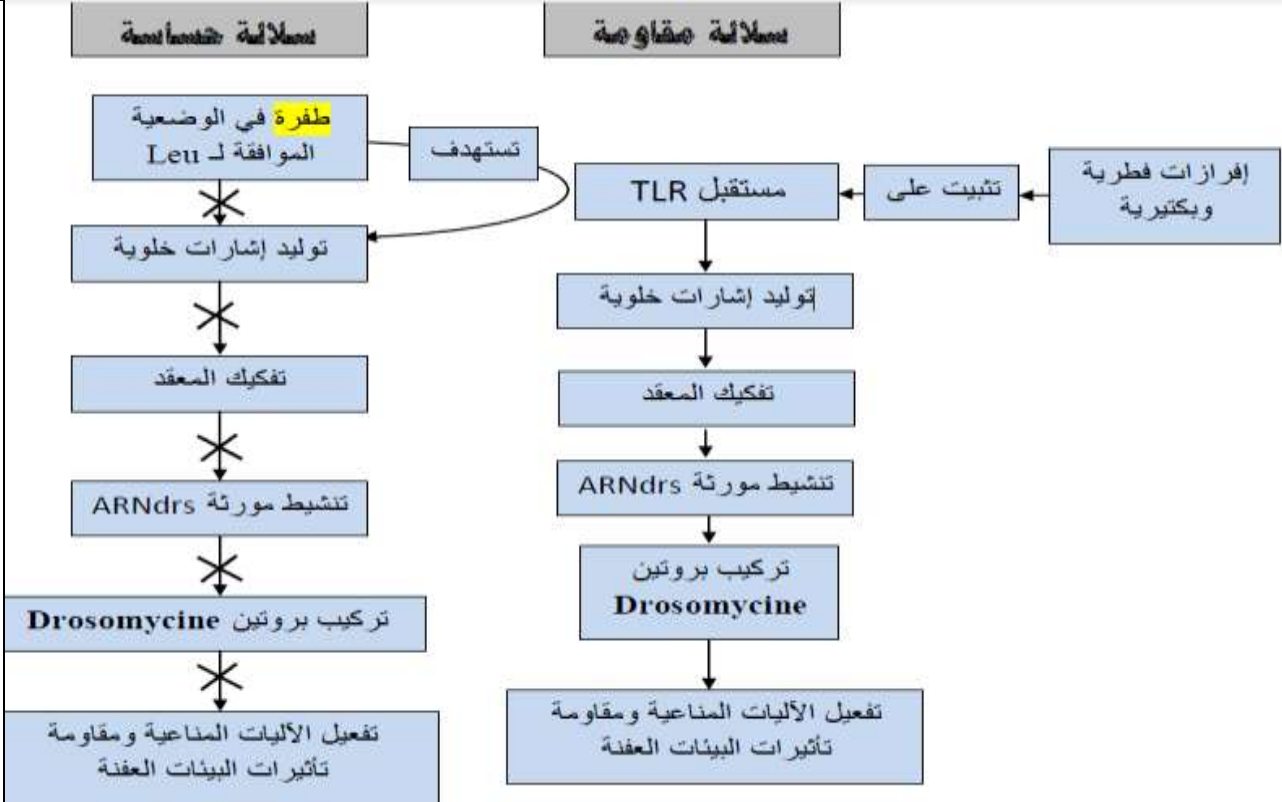 سلالة مقاومة
إفرازات فطرية
وبكتيرية
تثبيت على
مستقبل TLR
توليد إشارات خلوية
تفكيك المعقد
تنشيط مورثة ARNdrs
تركيب بروتين
Drosomycine
تفعيل الآليات المناعية ومقاومة
تأثيرات البيئات العفنة
سلالة حساسة
طفرة في الوضعية
الموافقة لـ Leu
تستهدف
توليد إشارات خلوية
تفكيك المعقد
تنشيط مورثة ARNdrs
تركيب بروتين Drosomycine
تفعيل الآليات المناعية ومقاومة
تأثيرات البيئات العفنة